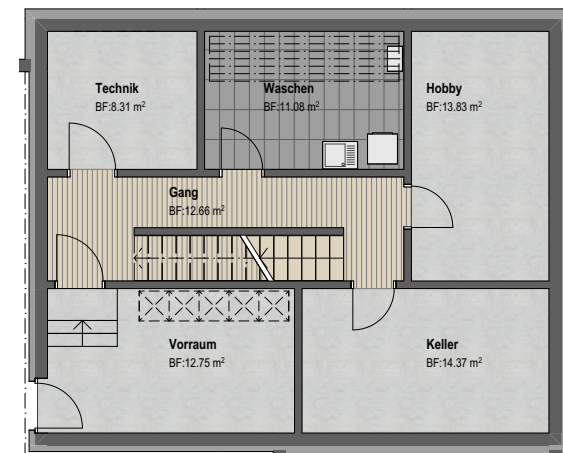 Technik
BF:8.31 m²
Waschen
BF:11.08 m²
Hobby
BF:13.83 m²
Gang
BF:12.66 m²
Vorraum
BF:12.75 m²
Keller
BF:14.37 m²